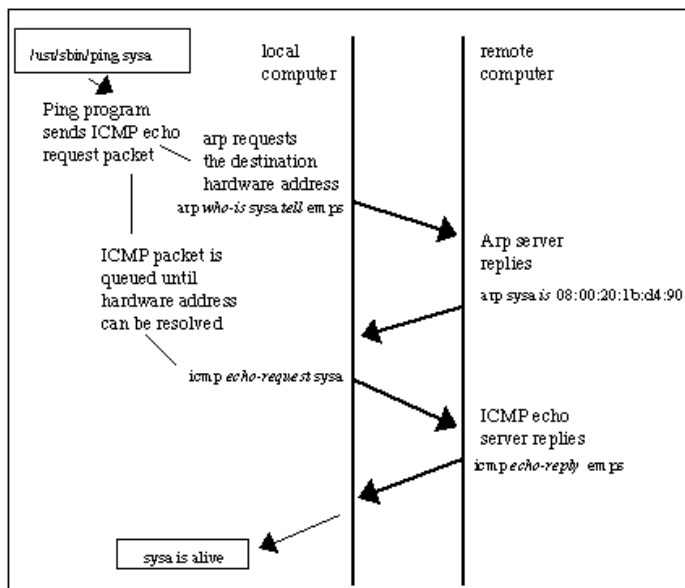 /usr/sbin/ping sysa
local
computer
remote
computer
Ping program
sends ICMP echo
request packet
arp requests
the destination
hardware address
arp who-is sysa tell emps
Arp server
replies
arp sysa is 08:00:20:1b:d4:90
ICMP packet is
queued until
hardware address
can be resolved
icmp echo-request sysa
ICMP echo
server replies
icmp echo-reply emps
sysa is alive